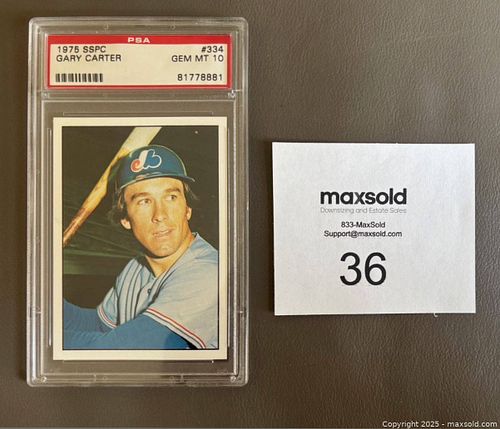 PSA
1975 SSPC #334
GARY CARTER GEM MT 10
81778881
maxsold
Downsizing and Estate Sales
833-MaxSold
Support@maxsold.com
36
Copyright 2025 - maxsold.com